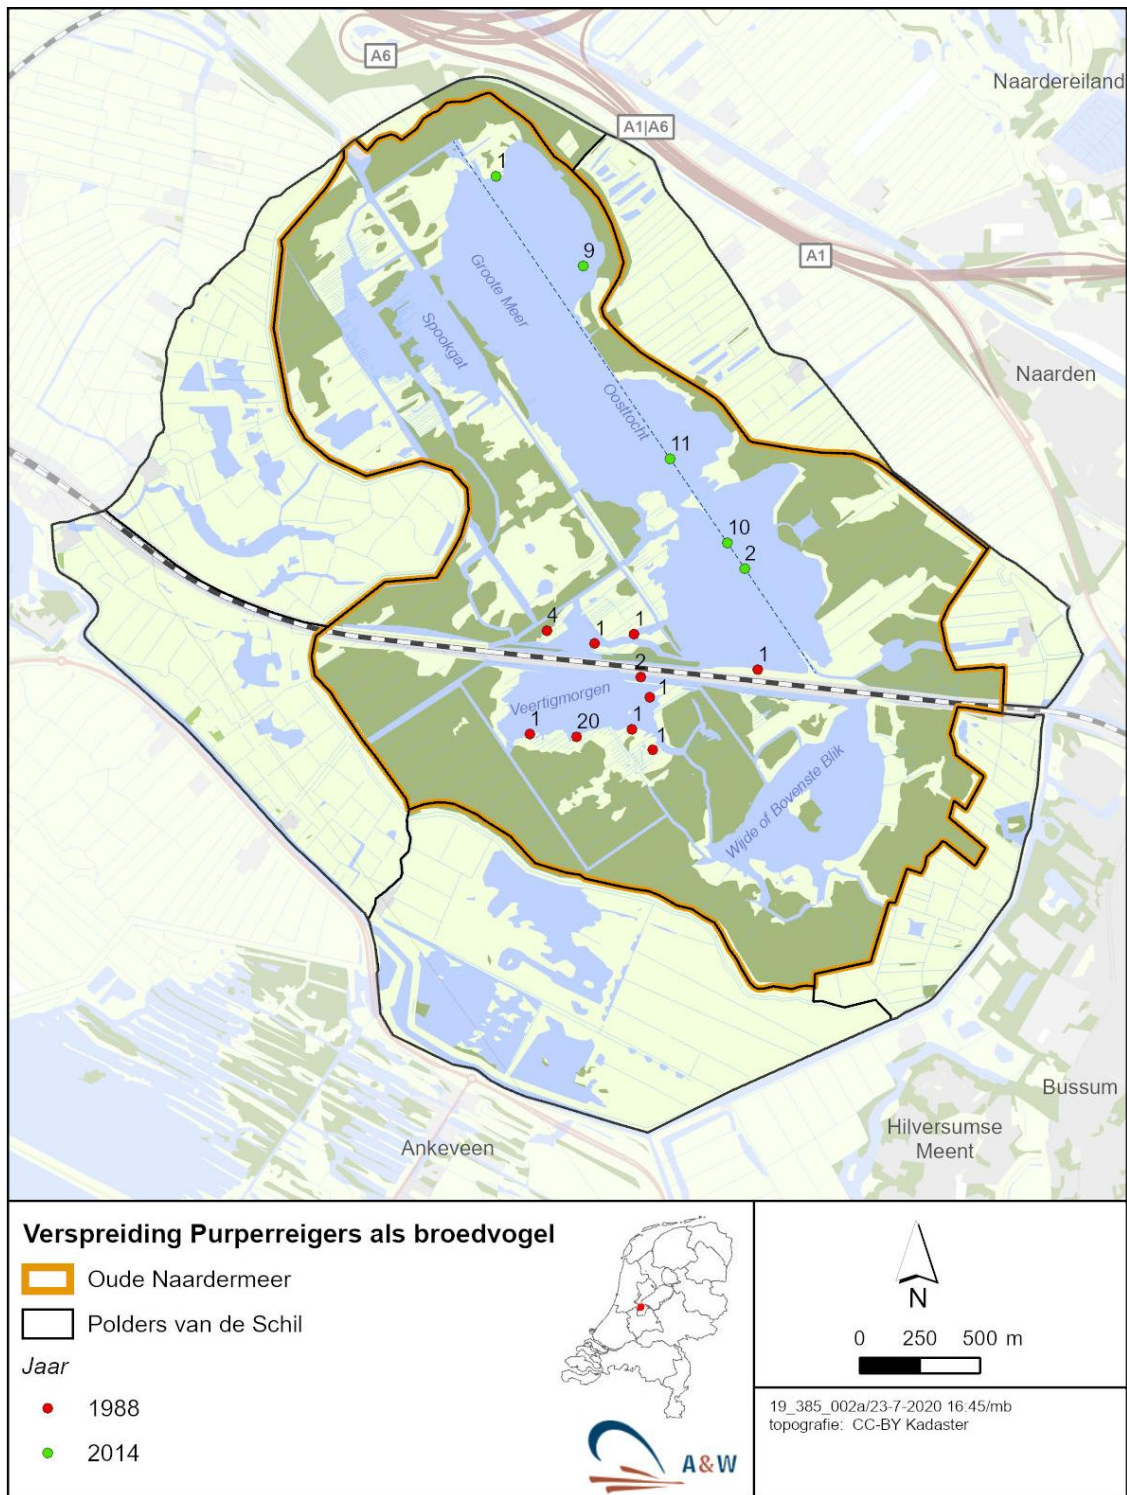 A6
Naardereiland
A1|A6
1
9
A1
Groote Meer
Spookgat
Naarden
Oosttocht
11
10
2
4
1
1
1
2
Veertigmorgen
1
1
20
1
1
Wijde of Bovenste Blik
Bussum
Hilversumse
Meent
Ankeveen
Verspreiding Purperreigers als broedvogel
Oude Naardermeer
Polders van de Schil
Jaar
1988
2014
A&W
N
0 250 500 m
19_385_002a/23-7-2020 16:45/mb
topografie: CC-BY Kadaster